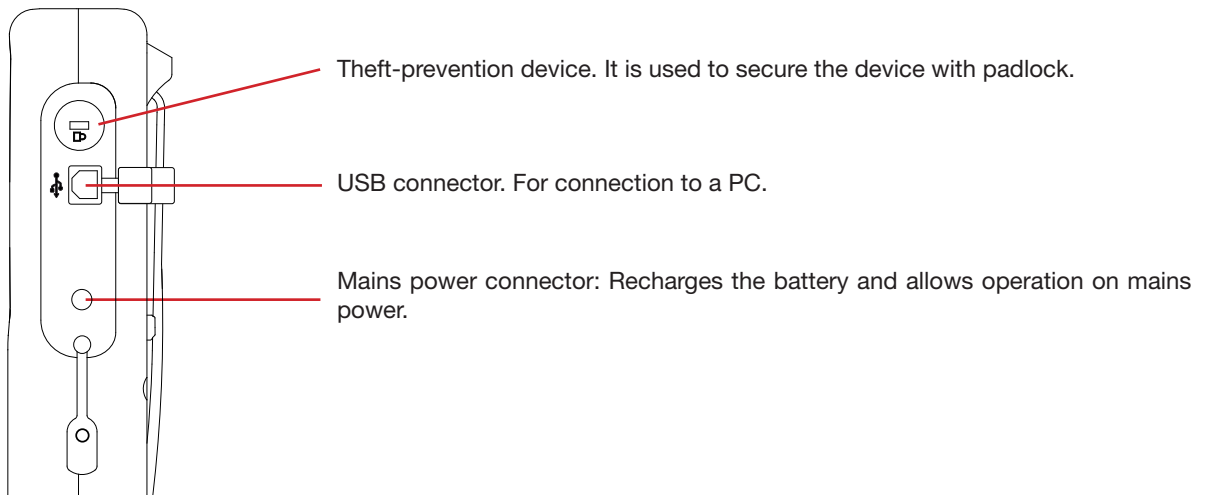 Theft-prevention device. It is used to secure the device with padlock.
USB connector. For connection to a PC.
Mains power connector: Recharges the battery and allows operation on mains
power.